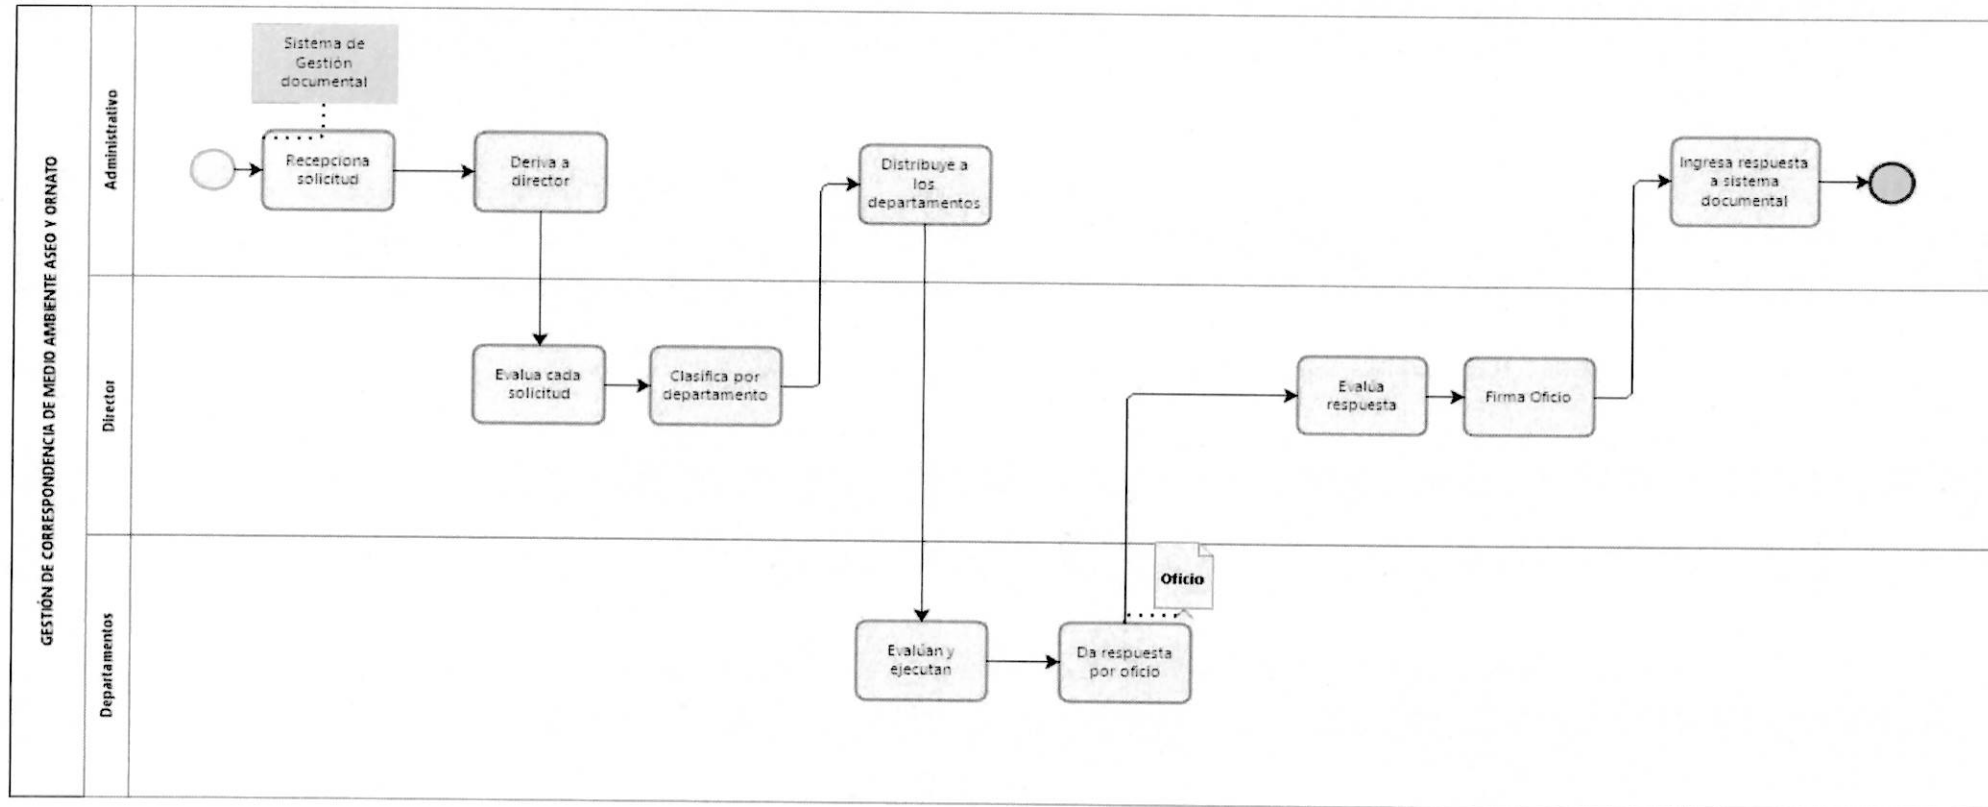 GESTIÓN DE CORRESPONDENCIA DE MEDIO AMBIENTE ASEO Y ORNATO
Administrativo
Sistema de
Gestión
documental
Recepciona
solicitud
Deriva a
director
Distribuye a
los
departamentos
Ingresa respuesta
a sistema
documental
Director
Evalua cada
solicitud
Clasifica por
departamento
Evalúa
respuesta
Firma Oficio
Departamentos
Oficio
Evalúan y
ejecutan
Da respuesta
por oficio